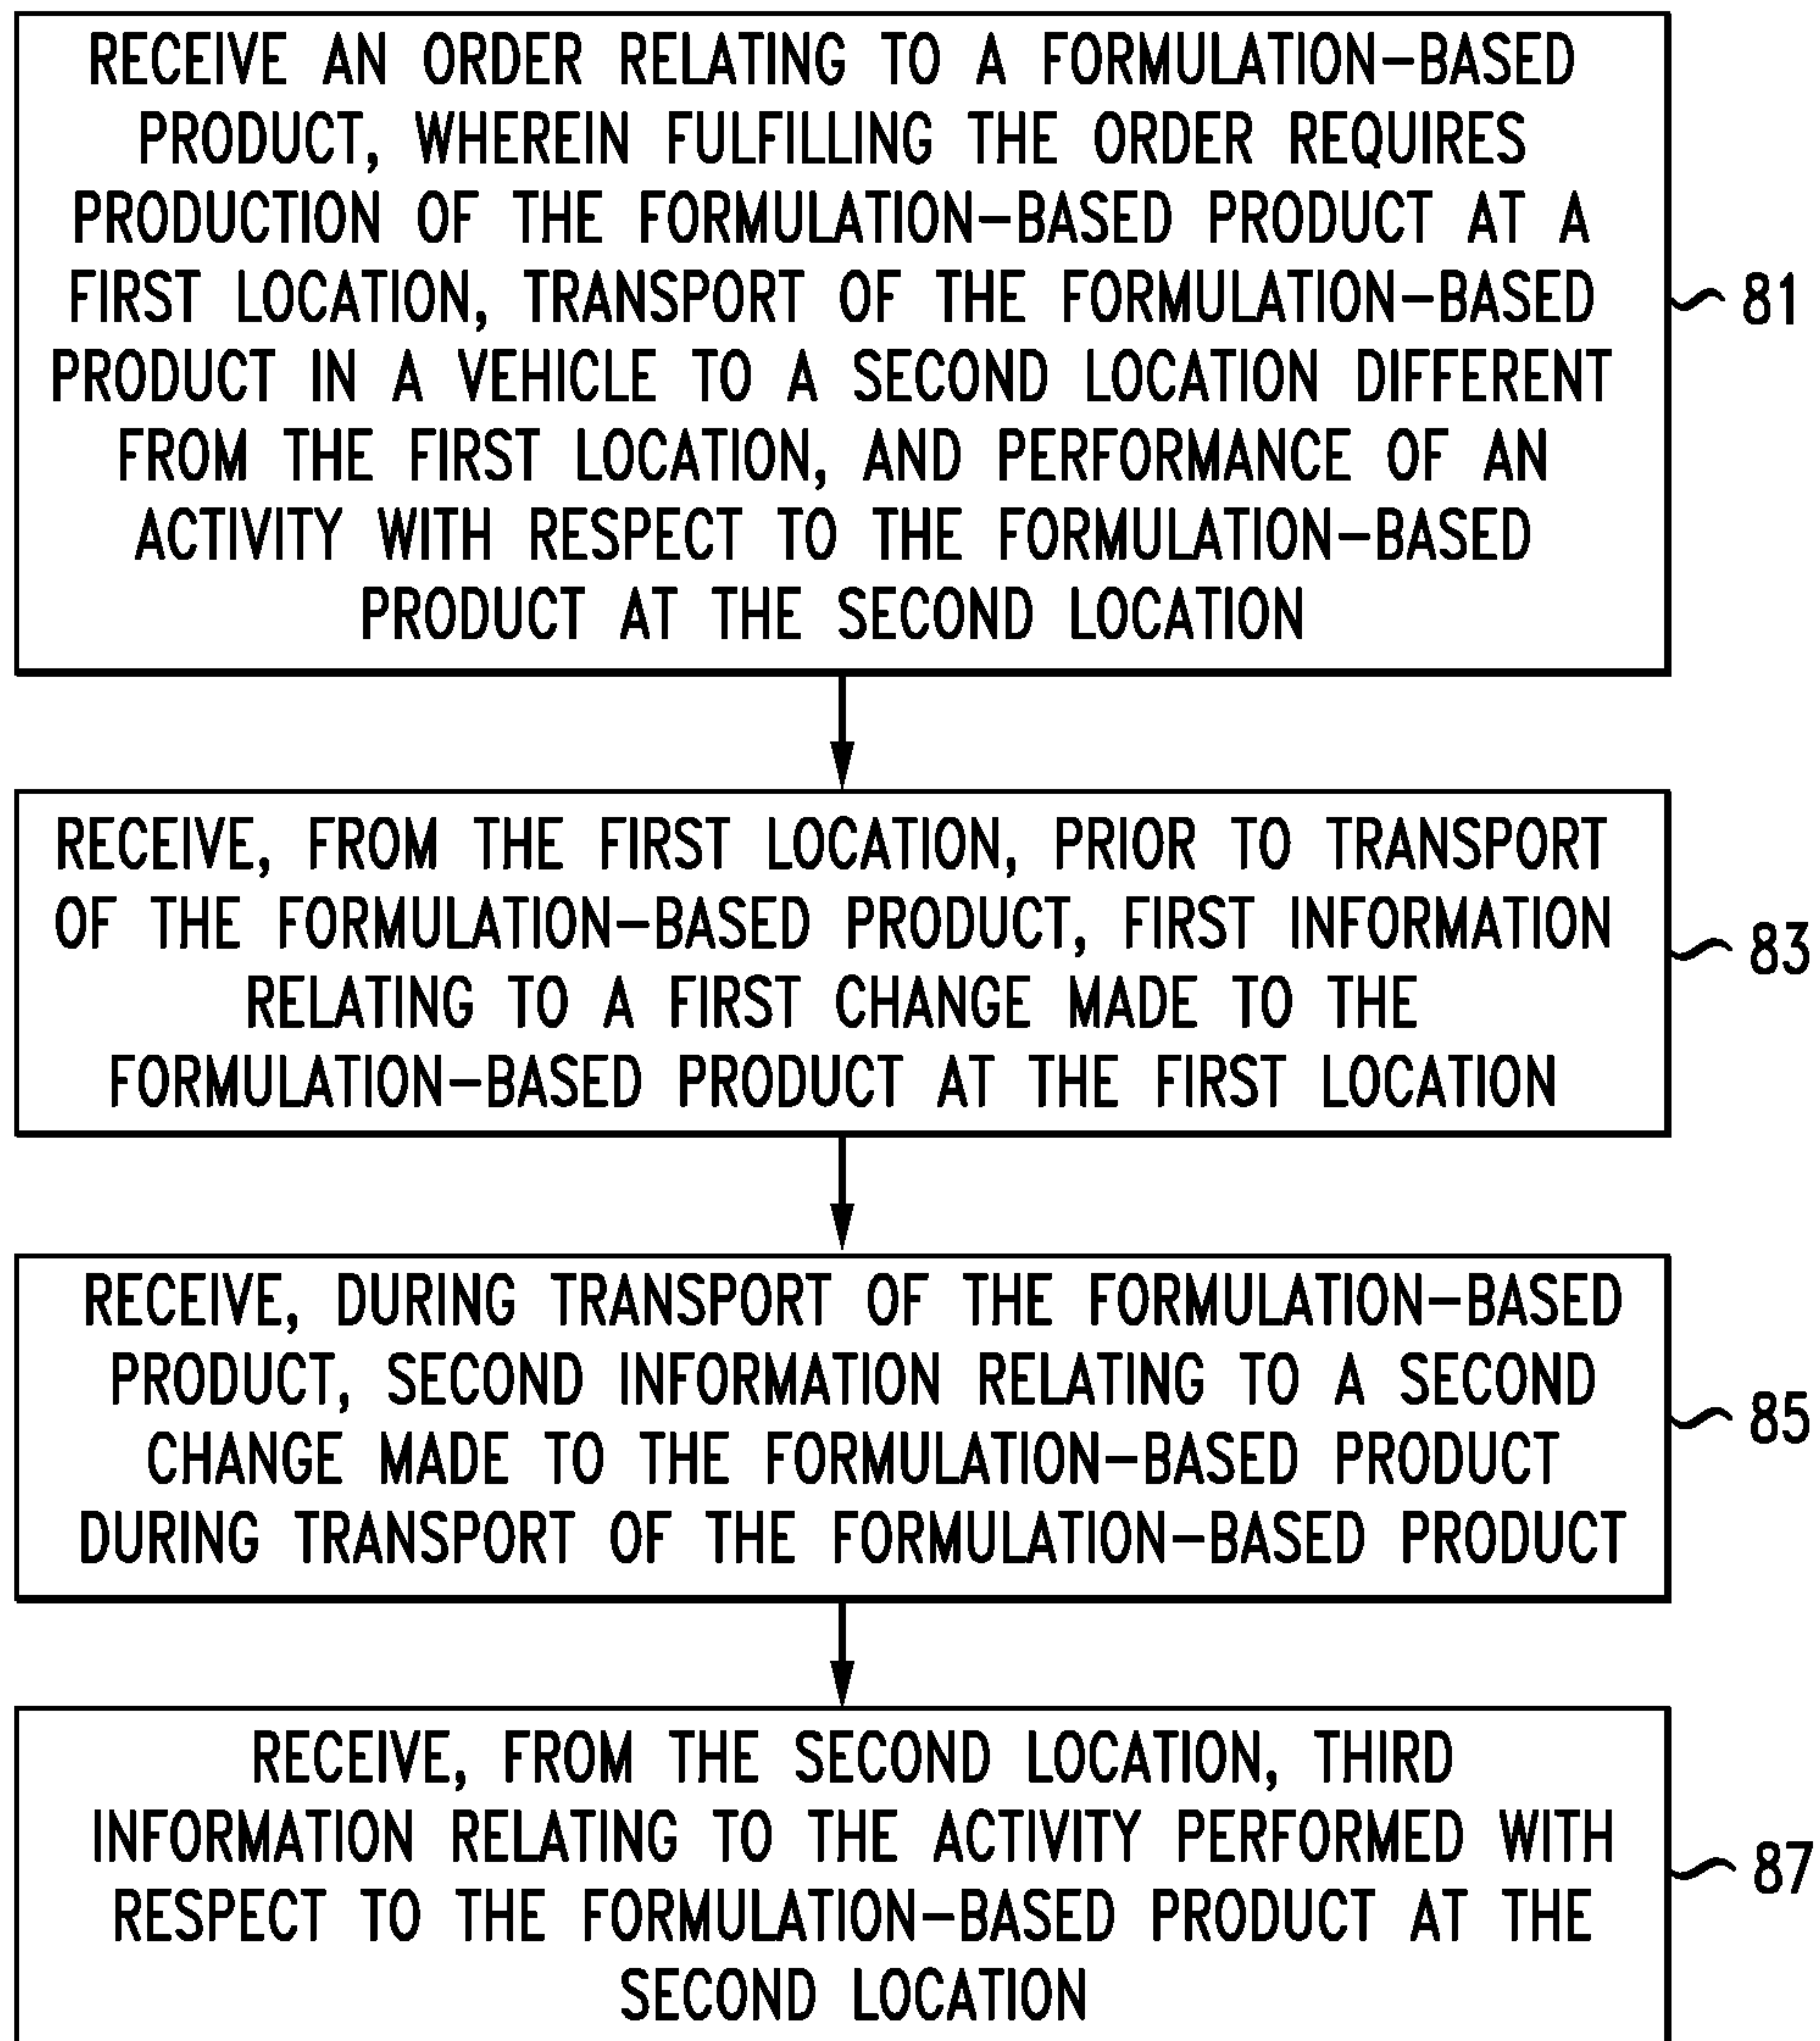 RECEIVE AN ORDER RELATING TO A FORMULATION-BASED
PRODUCT, WHEREIN FULFILLING THE ORDER REQUIRES
PRODUCTION OF THE FORMULATION-BASED PRODUCT AT A
FIRST LOCATION, TRANSPORT OF THE FORMULATION-BASED
PRODUCT IN A VEHICLE TO A SECOND LOCATION DIFFERENT
FROM THE FIRST LOCATION, AND PERFORMANCE OF AN
ACTIVITY WITH RESPECT TO THE FORMULATION-BASED
PRODUCT AT THE SECOND LOCATION
81
RECEIVE, FROM THE FIRST LOCATION, PRIOR TO TRANSPORT
OF THE FORMULATION-BASED PRODUCT, FIRST INFORMATION
RELATING TO A FIRST CHANGE MADE TO THE
FORMULATION-BASED PRODUCT AT THE FIRST LOCATION
83
RECEIVE, DURING TRANSPORT OF THE FORMULATION-BASED
PRODUCT, SECOND INFORMATION RELATING TO A SECOND
CHANGE MADE TO THE FORMULATION-BASED PRODUCT
DURING TRANSPORT OF THE FORMULATION-BASED PRODUCT
85
RECEIVE, FROM THE SECOND LOCATION, THIRD
INFORMATION RELATING TO THE ACTIVITY PERFORMED WITH
RESPECT TO THE FORMULATION-BASED PRODUCT AT THE
SECOND LOCATION
87